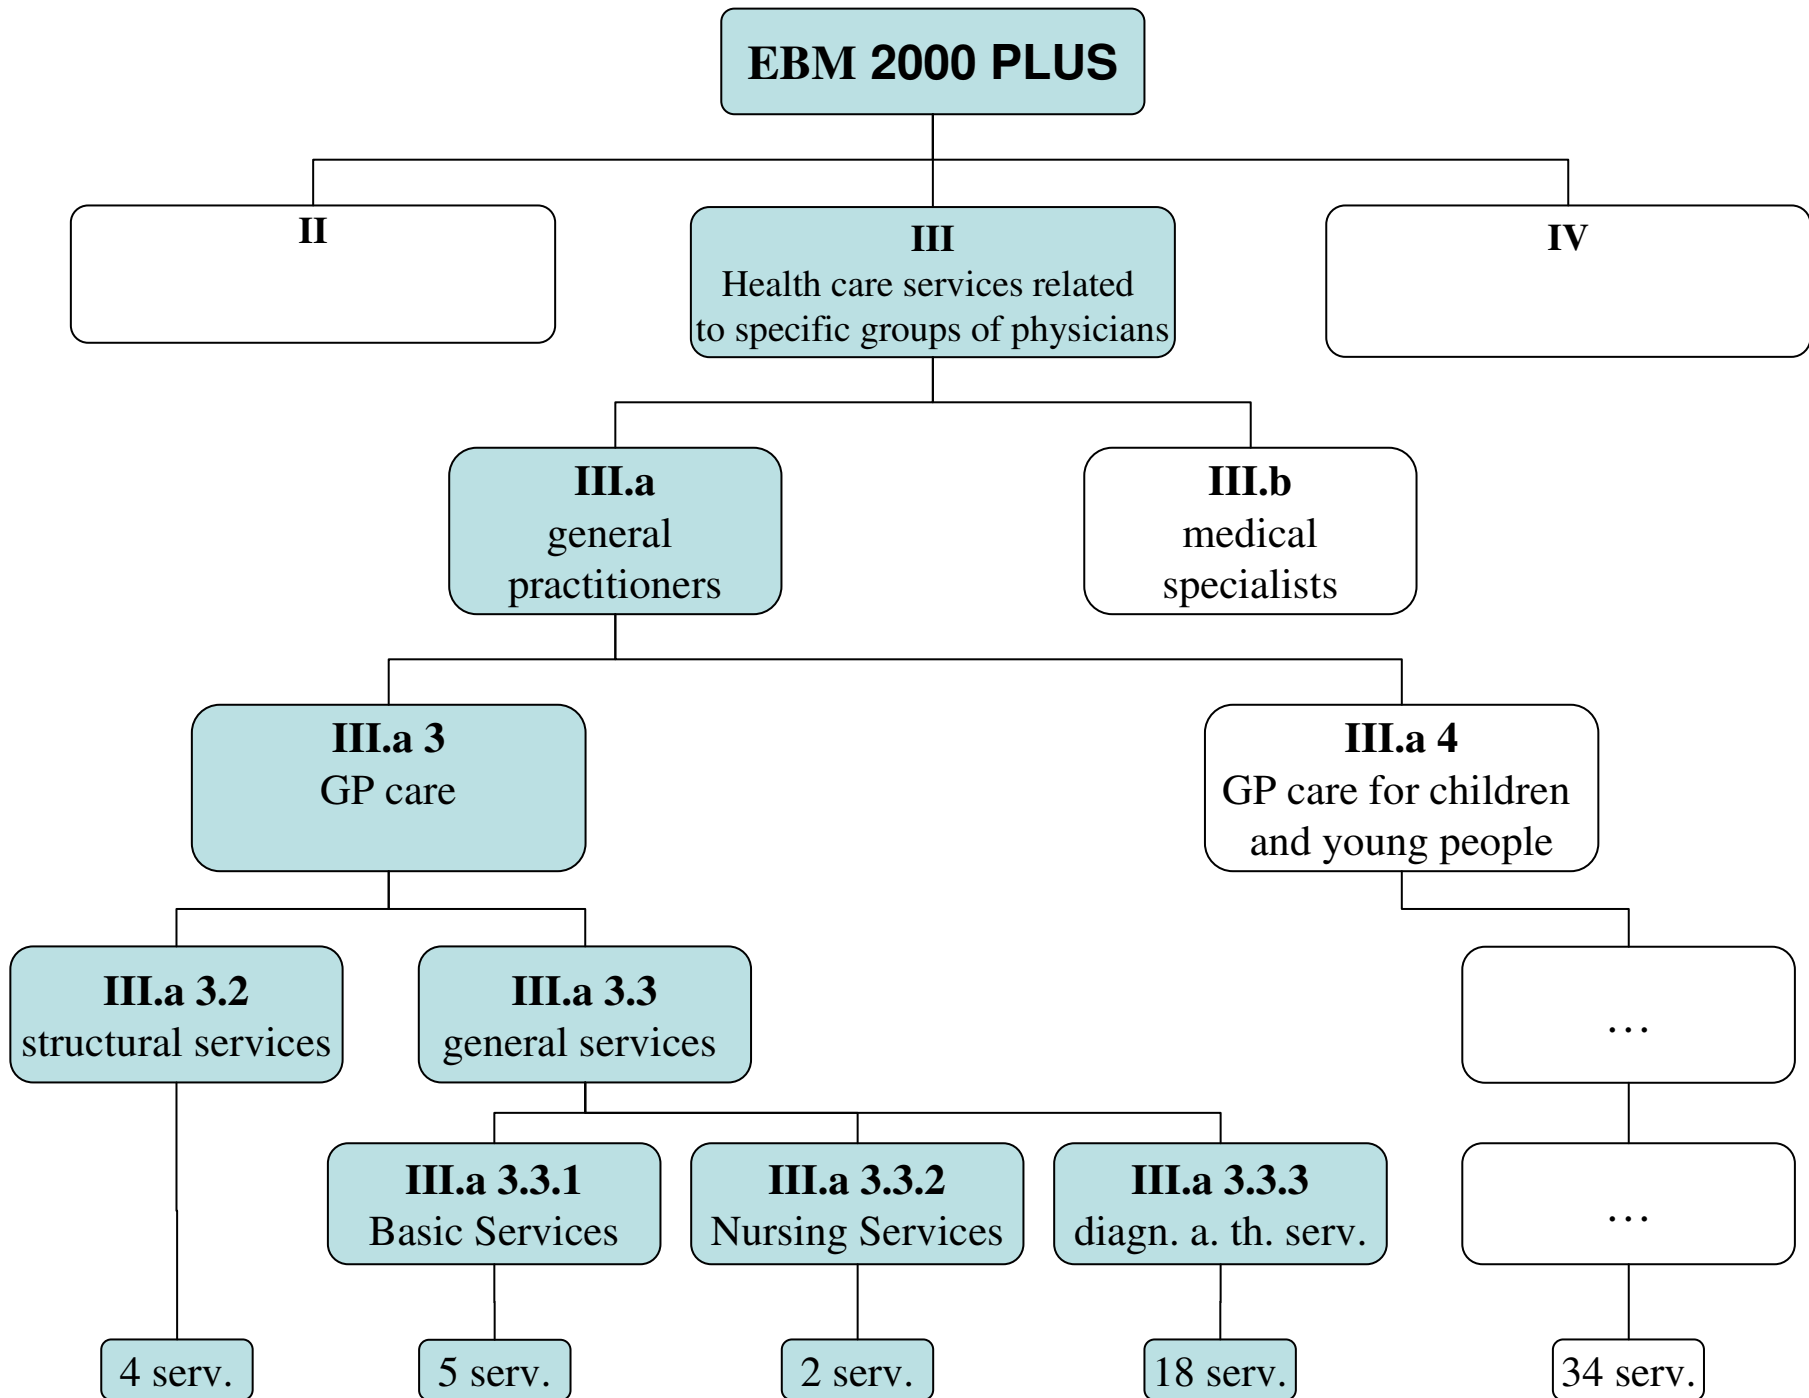 EBM 2000 PLUS
II
III
Health care services related
to specific groups of physicians
IV
III.a
general
practitioners
III.b
medical
specialists
III.a 3
GP care
III.a 4
GP care for children
and young people
III.a 3.2
structural services
III.a 3.3
general services
…
III.a 3.3.1
Basic Services
III.a 3.3.2
Nursing Services
III.a 3.3.3
diagn. a. th. serv.
…
4 serv.
5 serv.
2 serv.
18 serv.
34 serv.